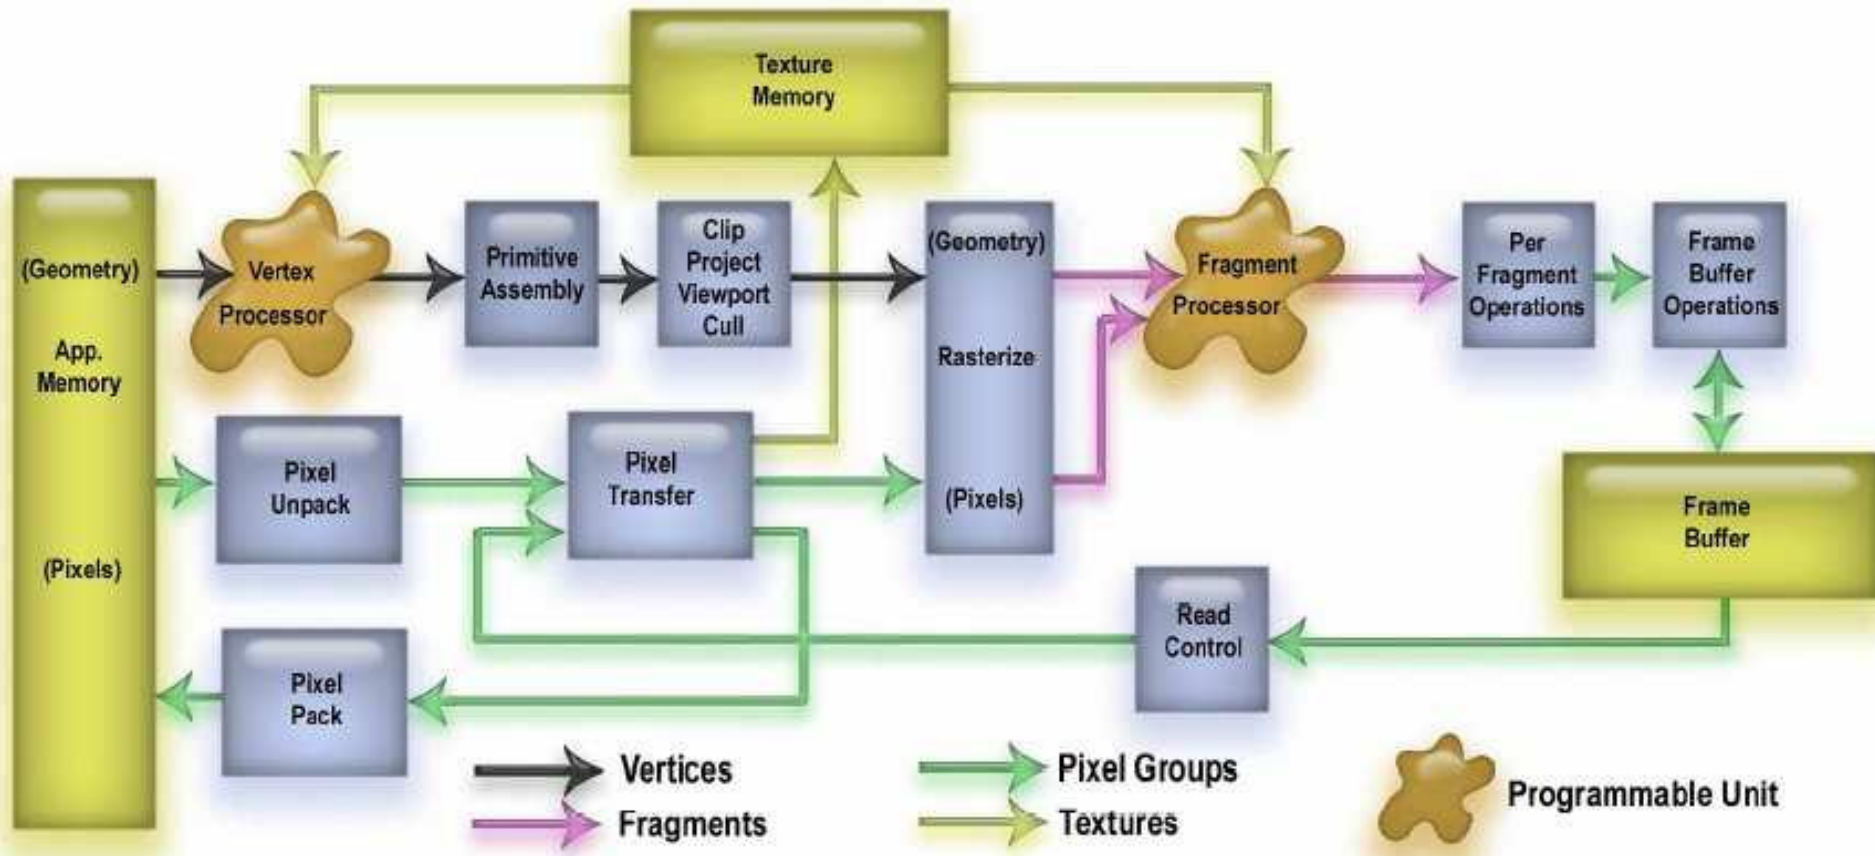 Texture
Memory
(Geometry)
App.
Memory
(Pixels)
Vertex
Processor
Primitive
Assembly
Clip
Project
Viewport
Cull
(Geometry)
Rasterize
(Pixels)
Fragment
Processor
Per
Fragment
Operations
Frame
Buffer
Operations
Pixel
Unpack
Pixel
Transfer
Frame
Buffer
Read
Control
Pixel
Pack
Vertices
Fragments
Pixel Groups
Textures
Programmable Unit